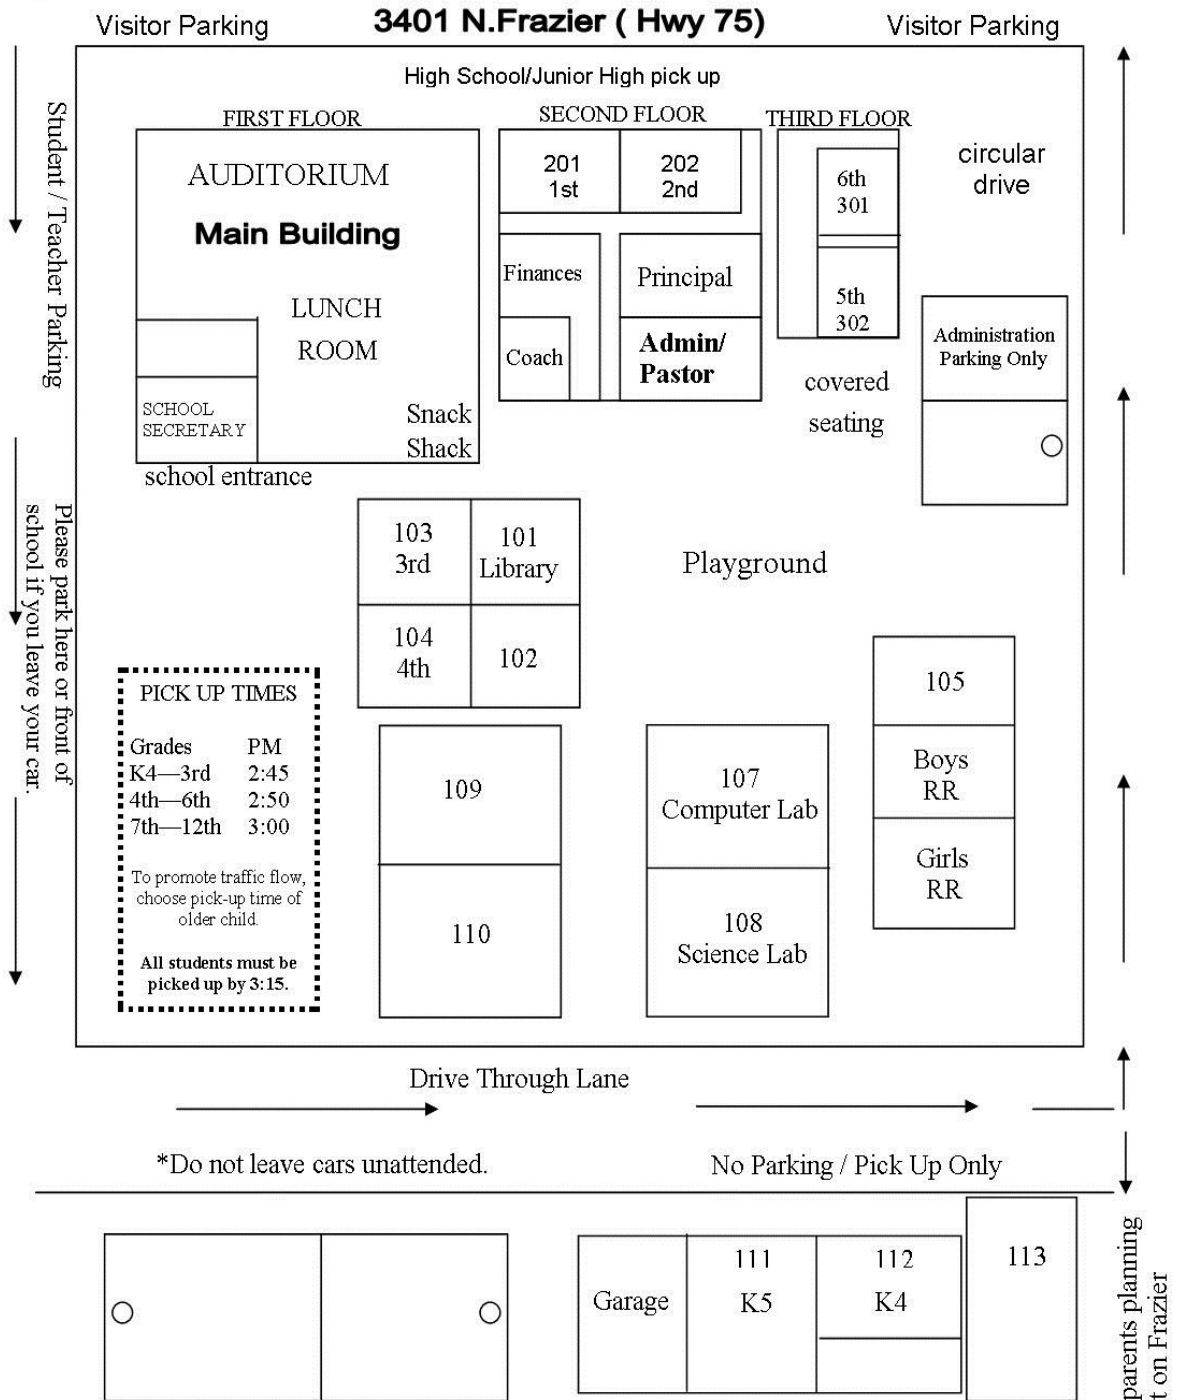 3401 N.Frazier ( Hwy 75)
Visitor Parking
Visitor Parking
High School/Junior High pick up
FIRST FLOOR
SECOND FLOOR
THIRD FLOOR
Student / Teacher Parking
AUDITORIUM
Main Building
LUNCH
ROOM
SCHOOL
SECRETARY
Snack
Shack
school entrance
201
1st
202
2nd
Finances
Principal
Coach
Admin/
Pastor
6th
301
5th
302
circular
drive
Administration
Parking Only
covered
seating
Please park here or front of
school if you leave your car.
103
3rd
101
Library
104
4th
102
Playground
PICK UP TIMES
Grades PM
K4—3rd 2:45
4th—6th 2:50
7th—12th 3:00
To promote traffic flow,
choose pick-up time of
older child.
All students must be
picked up by 3:15.
109
110
107
Computer Lab
108
Science Lab
105
Boys
RR
Girls
RR
Drive Through Lane
*Do not leave cars unattended.
No Parking / Pick Up Only
Garage
111
K5
112
K4
113
parents planning
t on Frazier